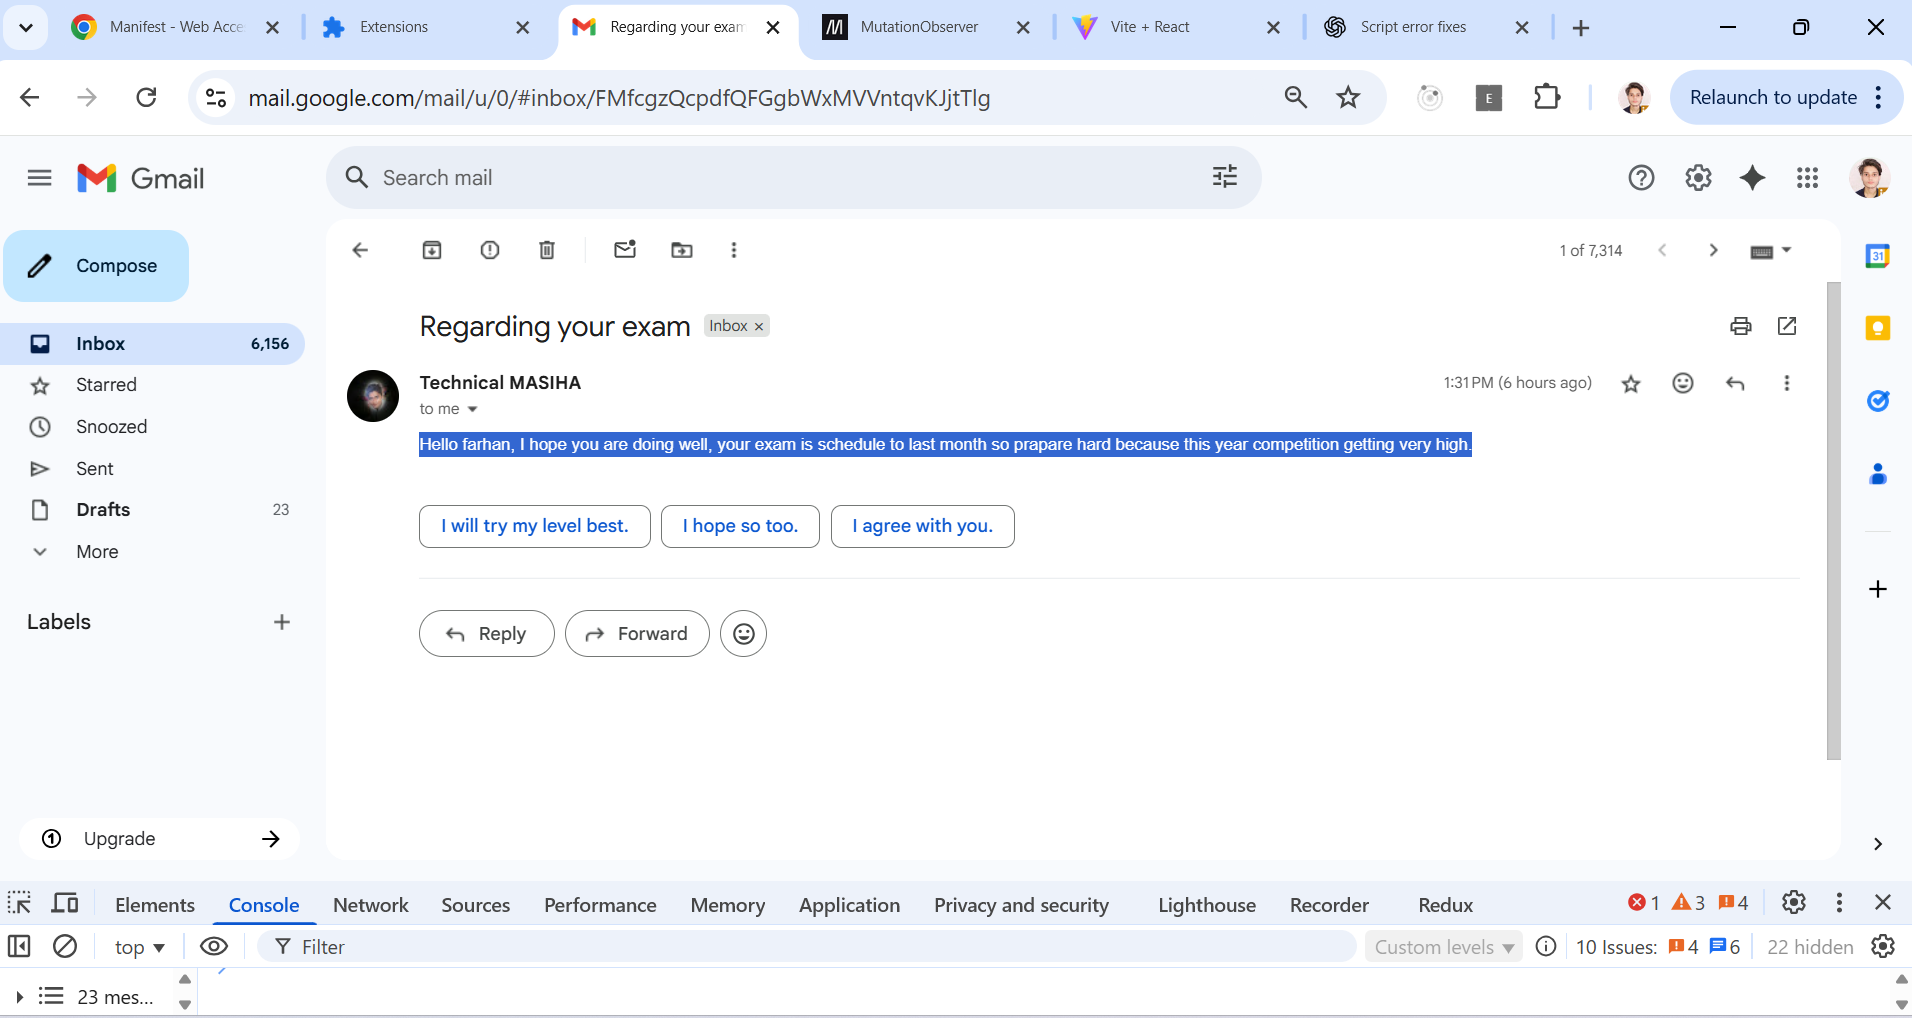 Manifest - Web Acce
Extensions
Regarding your exam
MutationObserver
Vite + React
Script error fixes
mail.google.com/mail/u/0/#inbox/FMfcgzQcpdfQFGgbWxMVVntqvKJjtTlg
E
Relaunch to update
Gmail
Search mail
Compose
1 of 7,314
31
Regarding your exam
Inbox ×
Inbox 6,156
Starred
Snoozed
Sent
Drafts 23
More
Labels
Technical MASIHA
1:31 PM (6 hours ago)
to me
Hello farhan, I hope you are doing well, your exam is schedule to last month so prapare hard because this year competition getting very high.
I will try my level best.
I hope so too.
I agree with you.
Reply
Forward
Upgrade
Elements
Console
Network
Sources
Performance
Memory
Application
Privacy and security
Lighthouse
Recorder
Redux
1
3
4
top
Filter
Custom levels
10 Issues: 4 6
22 hidden
23 mes...